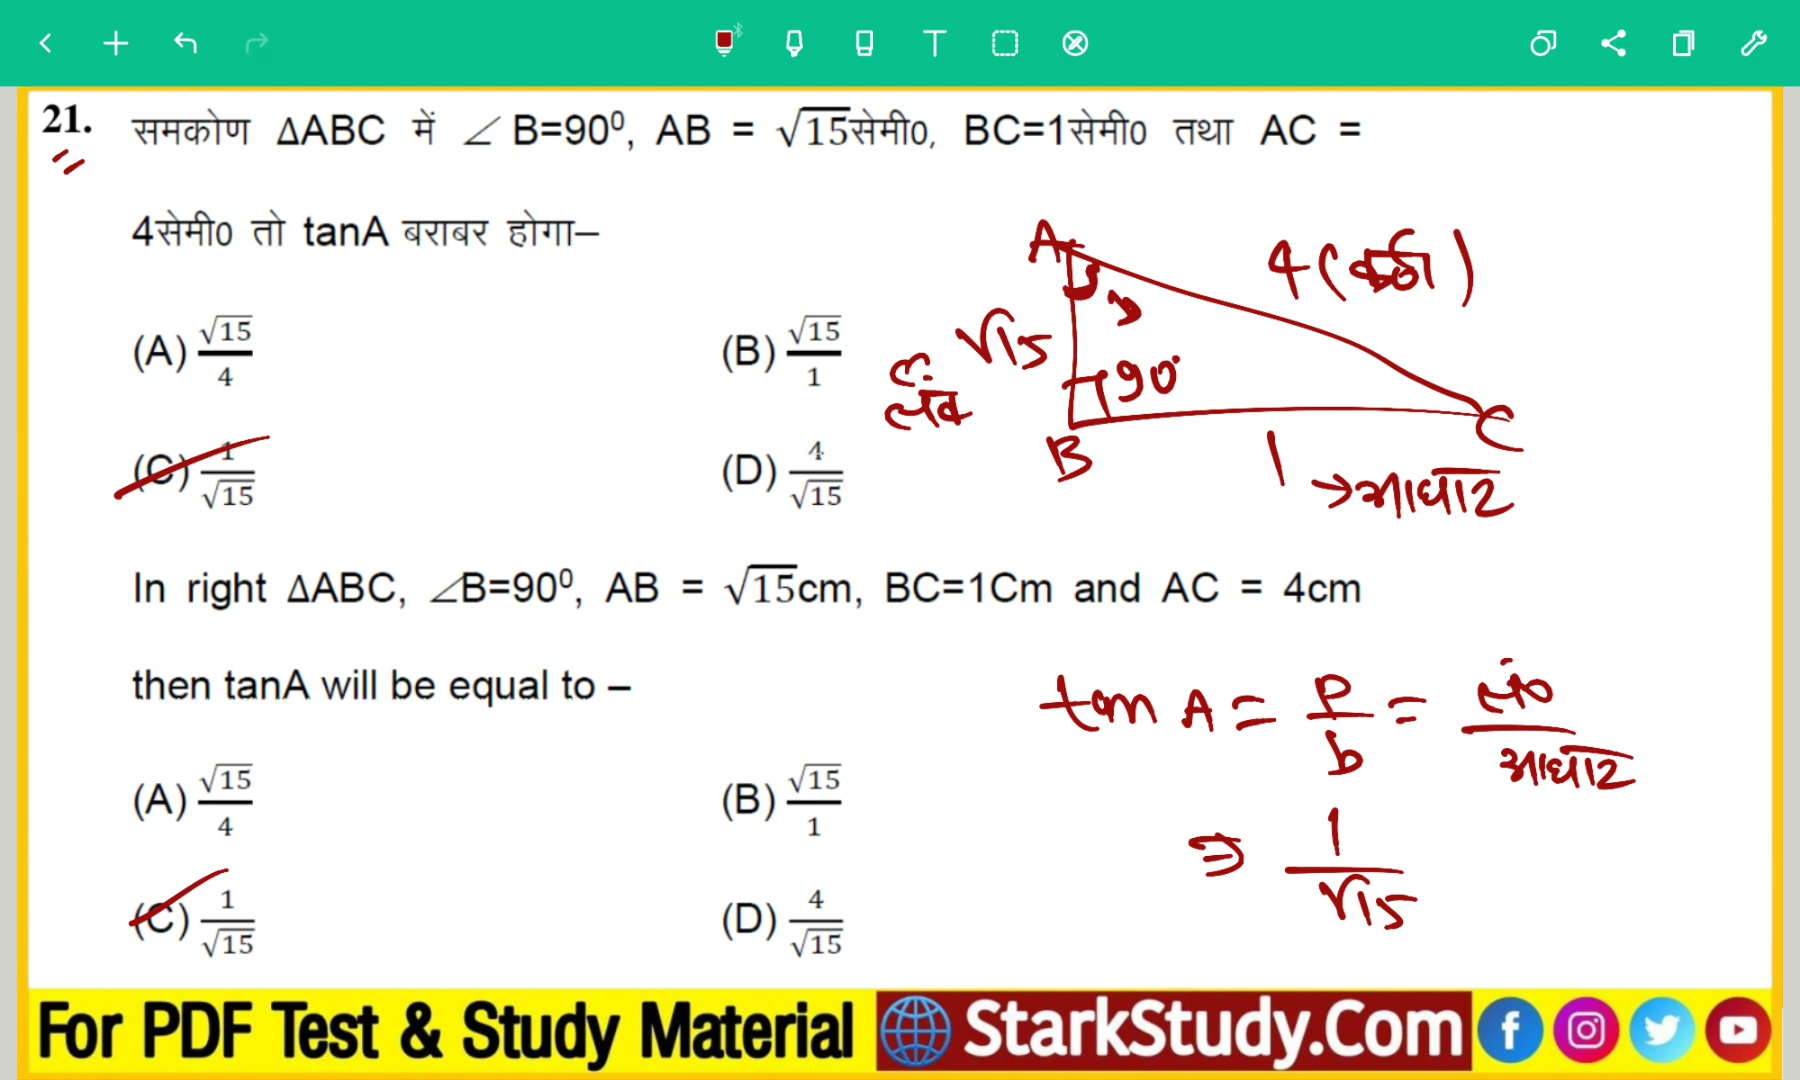 21. समकोण ΔABC में ∠ B=90⁰, AB = √15सेमी0, BC=1सेमी0 तथा AC =
4सेमी0 तो tanA बराबर होगा–
(A) √15/4 (B) √15/1
(C) 1/√15 (D) 4/√15
A
4 (कर्ण)
√15
लंब
90°
B
C
1 →आधार
In right ΔABC, ∠B=90⁰, AB = √15cm, BC=1Cm and AC = 4cm
then tanA will be equal to –
(A) √15/4 (B) √15/1
(C) 1/√15 (D) 4/√15
tan A = p/b = लं०/आधार
⇒ 1/√15
For PDF Test & Study Material StarkStudy.Com